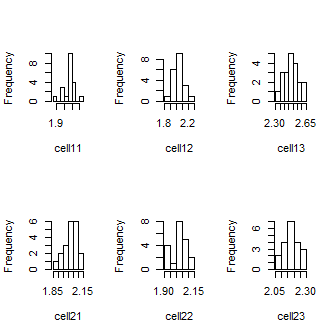 Frequency
0 4 8
1.9
cell11
Frequency
0 4 8
1.8 2.2
cell12
Frequency
0 2 4
2.30 2.65
cell13
Frequency
0 2 4 6
1.85 2.15
cell21
Frequency
0 4 8
1.90 2.15
cell22
Frequency
0 3 6
2.05 2.30
cell23